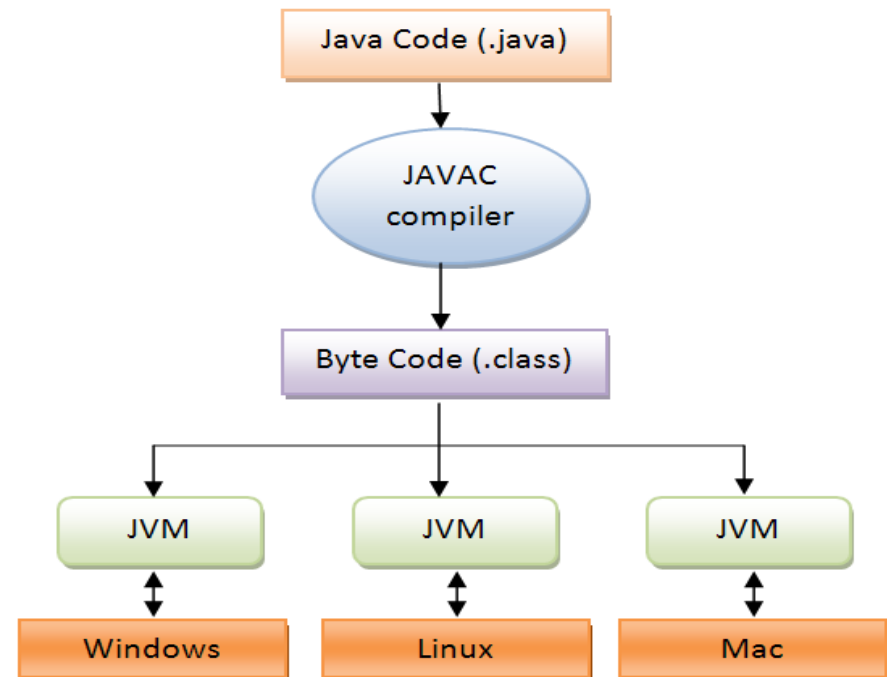 Java Code (.java)
JAVAC
compiler
Byte Code (.class)
JVM
JVM
JVM
Windows
Linux
Mac